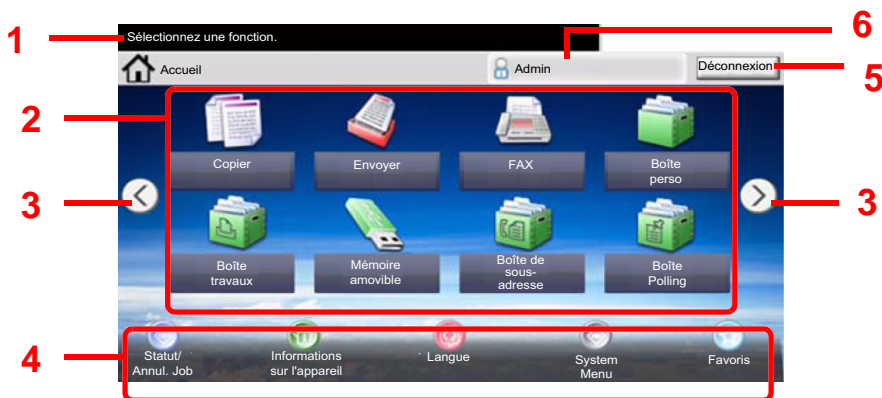 1
Sélectionnez une fonction.
6
Accueil
Admin
Déconnexion
5
2
Copier
Envoyer
FAX
Boîte
perso
3
3
Boîte
travaux
Mémoire
amovible
Boîte de
sous-
adresse
Boîte
Polling
4
Statut/
Annul. Job
Informations
sur l'appareil
Langue
System
Menu
Favoris